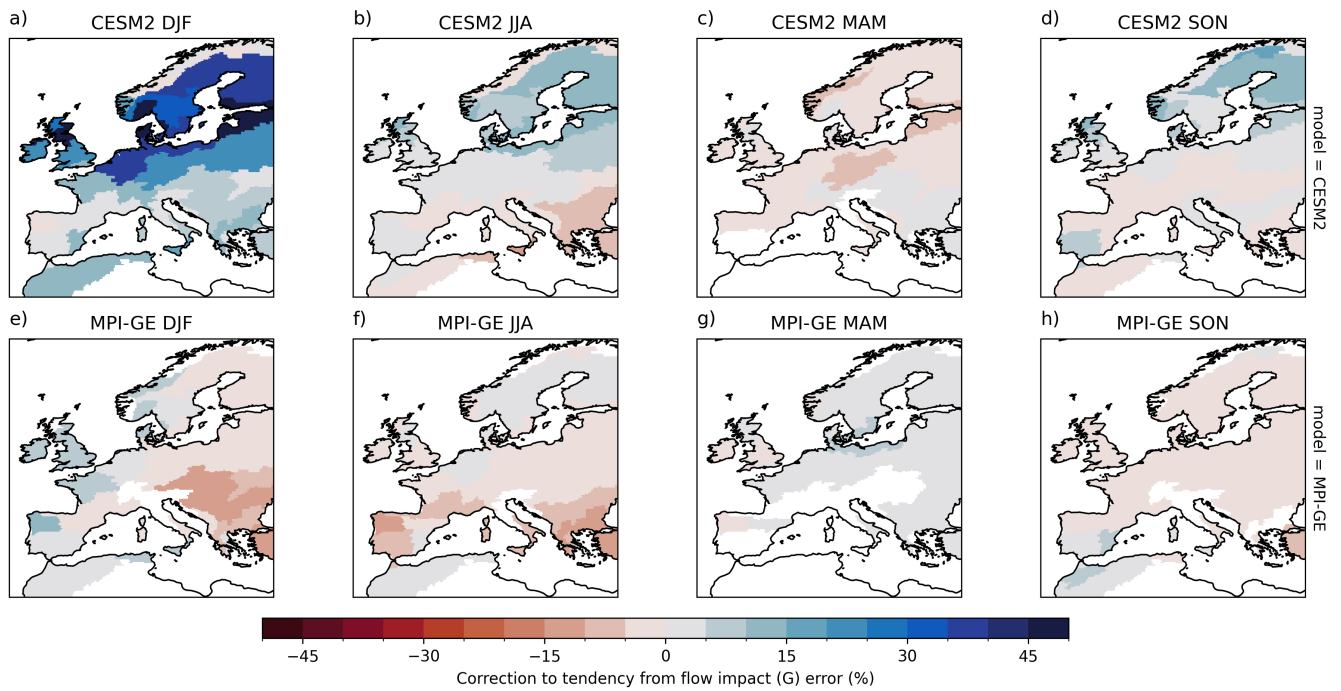 a)
CESM2 DJF
b)
CESM2 JJA
c)
CESM2 MAM
d)
CESM2 SON
model = CESM2
e)
MPI-GE DJF
f)
MPI-GE JJA
g)
MPI-GE MAM
h)
MPI-GE SON
model = MPI-GE
−45 −30 −15 0 15 30 45
Correction to tendency from flow impact (G) error (%)